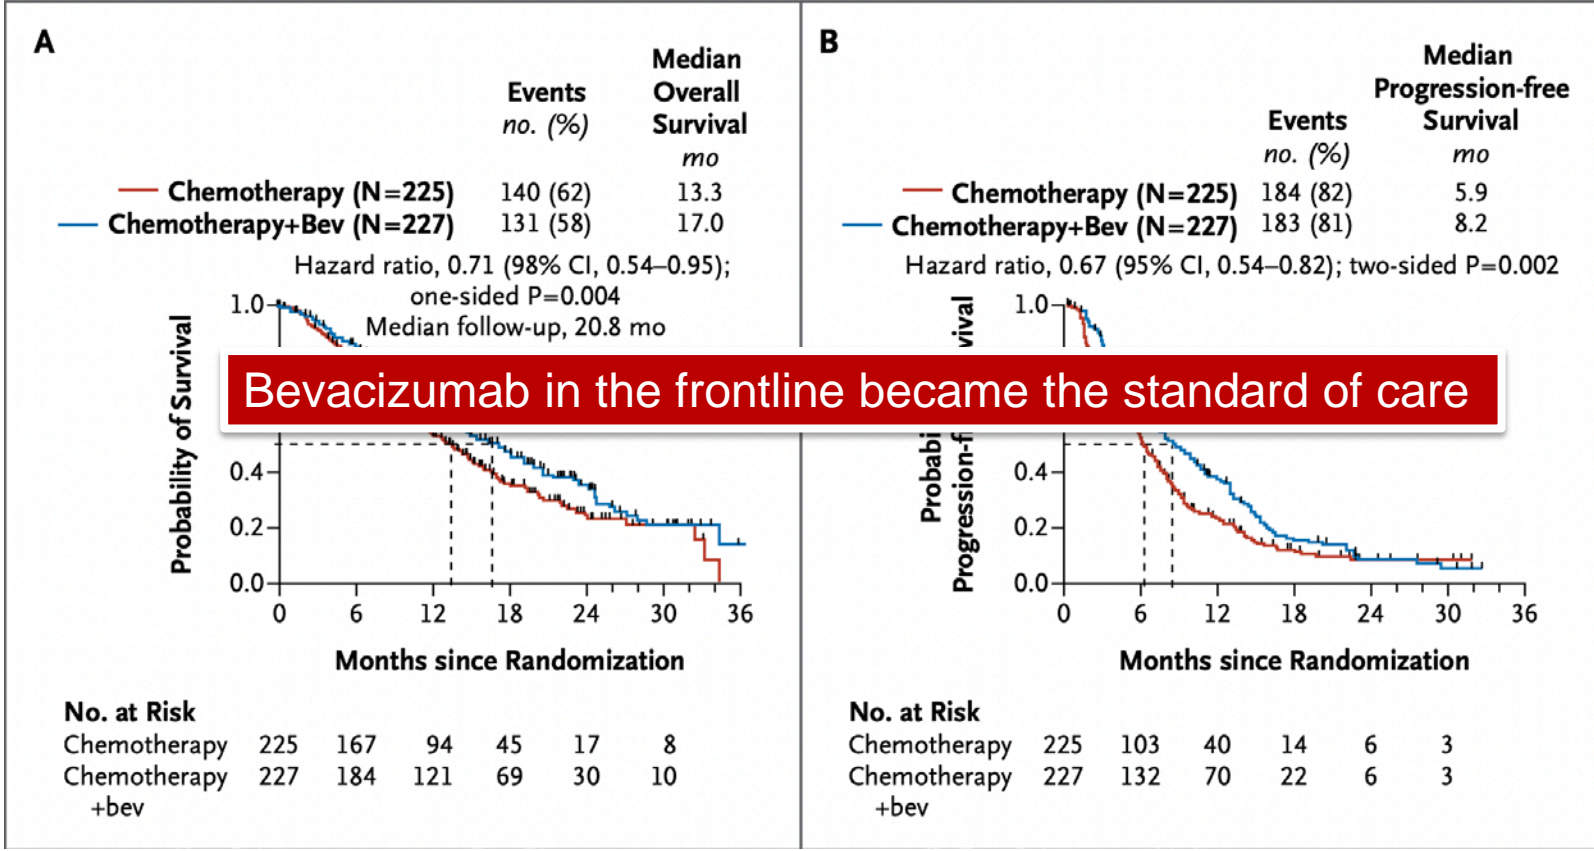 A
Median
Overall
Survival
Events
no. (%)
mo
Chemotherapy (N=225) 140 (62) 13.3
Chemotherapy+Bev (N=227) 131 (58) 17.0
Hazard ratio, 0.71 (98% CI, 0.54–0.95);
one-sided P=0.004
Median follow-up, 20.8 mo
Probability of Survival
1.0
0.4
0.2
0.0
0 6 12 18 24 30 36
Months since Randomization
No. at Risk
Chemotherapy 225 167 94 45 17 8
Chemotherapy 227 184 121 69 30 10
+bev
B
Median
Progression-free
Survival
Events
no. (%)
mo
Chemotherapy (N=225) 184 (82) 5.9
Chemotherapy+Bev (N=227) 183 (81) 8.2
Hazard ratio, 0.67 (95% CI, 0.54–0.82); two-sided P=0.002
1.0
0.4
0.2
0.0
0 6 12 18 24 30 36
Months since Randomization
No. at Risk
Chemotherapy 225 103 40 14 6 3
Chemotherapy 227 132 70 22 6 3
+bev
Bevacizumab in the frontline became the standard of care